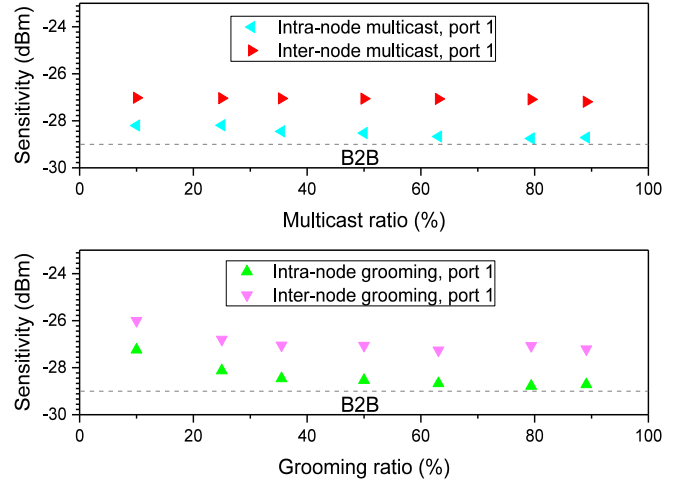 Intra-node multicast, port 1
Inter-node multicast, port 1
Sensitivity (dBm)
-24
-26
-28
-30
B2B
0 20 40 60 80 100
Multicast ratio (%)
Intra-node grooming, port 1
Inter-node grooming, port 1
Sensitivity (dBm)
-24
-26
-28
-30
B2B
0 20 40 60 80 100
Grooming ratio (%)